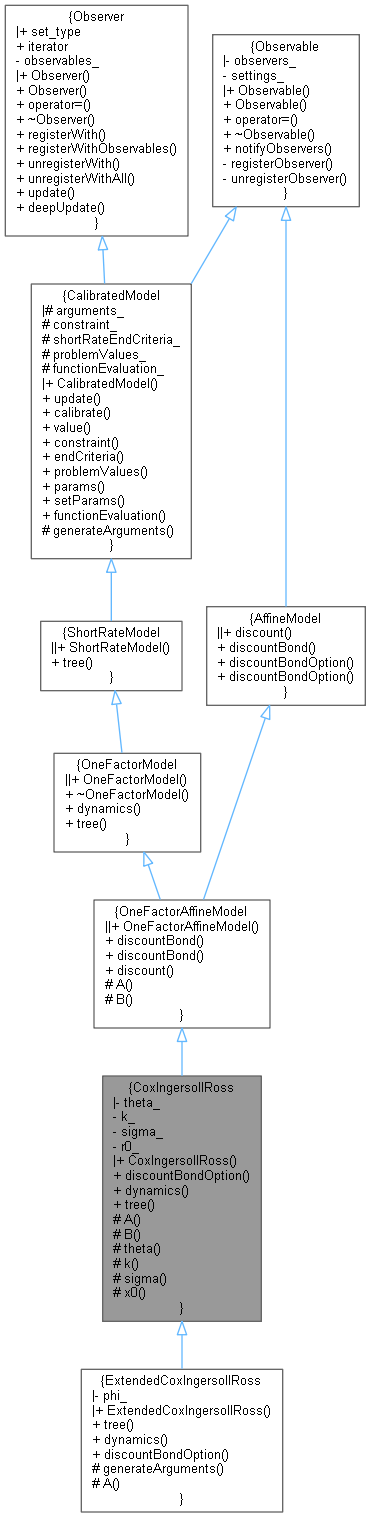 {Observer
|+ set_type
+ iterator
- observables_
|+ Observer()
+ Observer()
+ operator=()
+ ~Observer()
+ registerWith()
+ registerWithObservables()
+ unregisterWith()
+ unregisterWithAll()
+ update()
+ deepUpdate()
}
{Observable
|- observers_
- settings_
|+ Observable()
+ Observable()
+ operator=()
+ ~Observable()
+ notifyObservers()
- registerObserver()
- unregisterObserver()
}
{CalibratedModel
|# arguments_
# constraint_
# shortRateEndCriteria_
# problemValues_
# functionEvaluation_
|+ CalibratedModel()
+ update()
+ calibrate()
+ value()
+ constraint()
+ endCriteria()
+ problemValues()
+ params()
+ setParams()
+ functionEvaluation()
# generateArguments()
}
{ShortRateModel
||+ ShortRateModel()
+ tree()
}
{AffineModel
||+ discount()
+ discountBond()
+ discountBondOption()
+ discountBondOption()
}
{OneFactorModel
||+ OneFactorModel()
+ ~OneFactorModel()
+ dynamics()
+ tree()
}
{OneFactorAffineModel
||+ OneFactorAffineModel()
+ discountBond()
+ discountBond()
+ discount()
# A()
# B()
}
{CoxIngersollRoss
|- theta_
- k_
- sigma_
- r0_
|+ CoxIngersollRoss()
+ discountBondOption()
+ dynamics()
+ tree()
# A()
# B()
# theta()
# k()
# sigma()
# x0()
}
{ExtendedCoxIngersollRoss
|- phi_
|+ ExtendedCoxIngersollRoss()
+ tree()
+ dynamics()
+ discountBondOption()
# generateArguments()
# A()
}